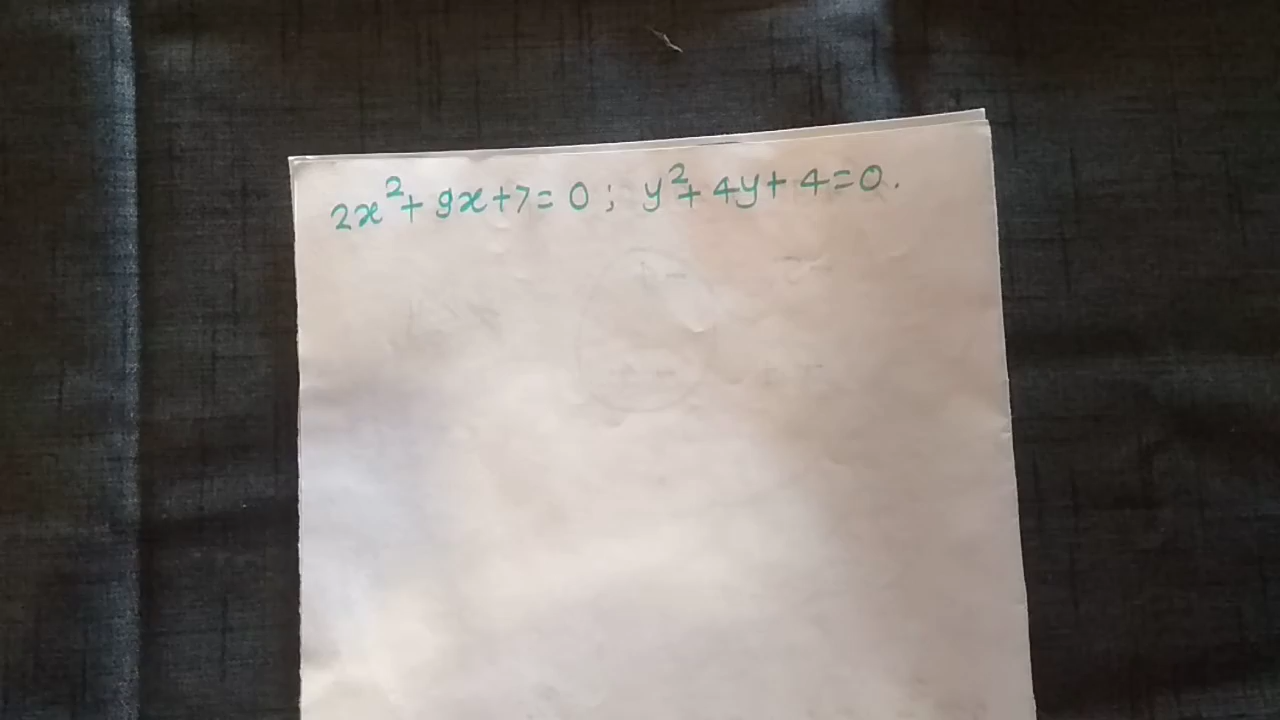 2x² + 9x + 7 = 0 ; y² + 4y + 4 = 0.